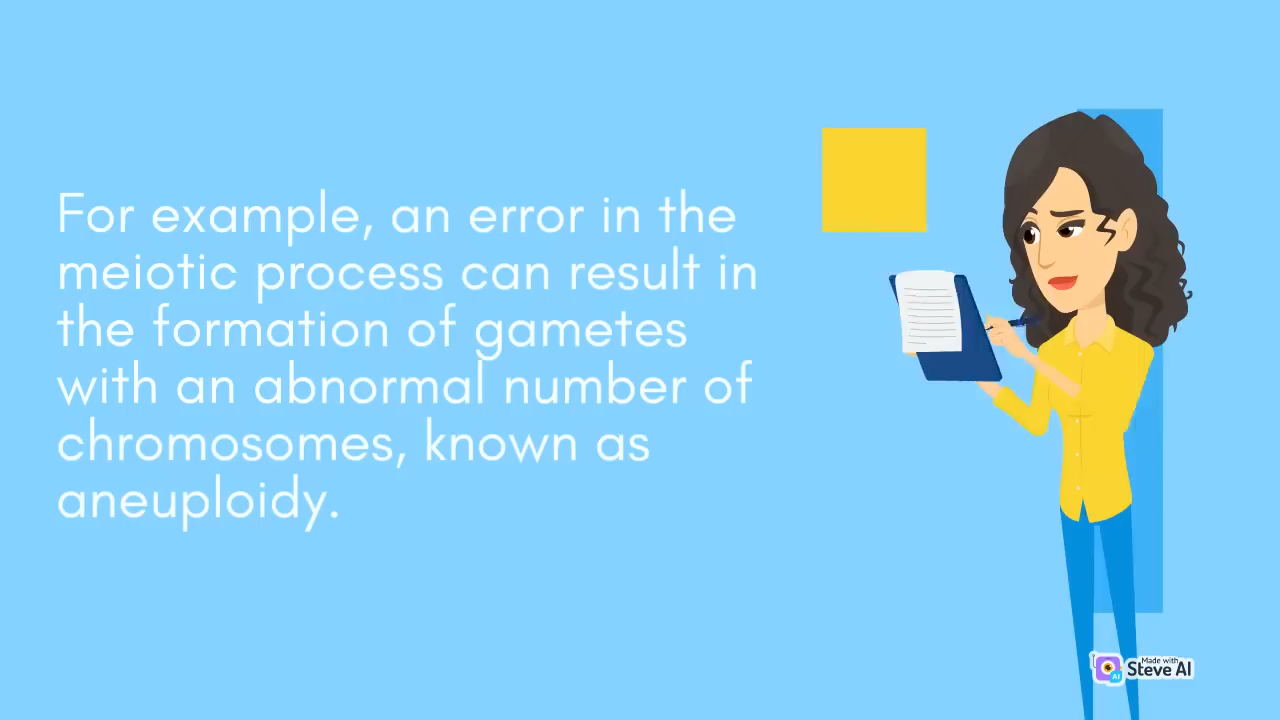 For example, an error in the
meiotic process can result in
the formation of gametes
with an abnormal number of
chromosomes, known as
aneuploidy.
Made with
Steve AI
AI